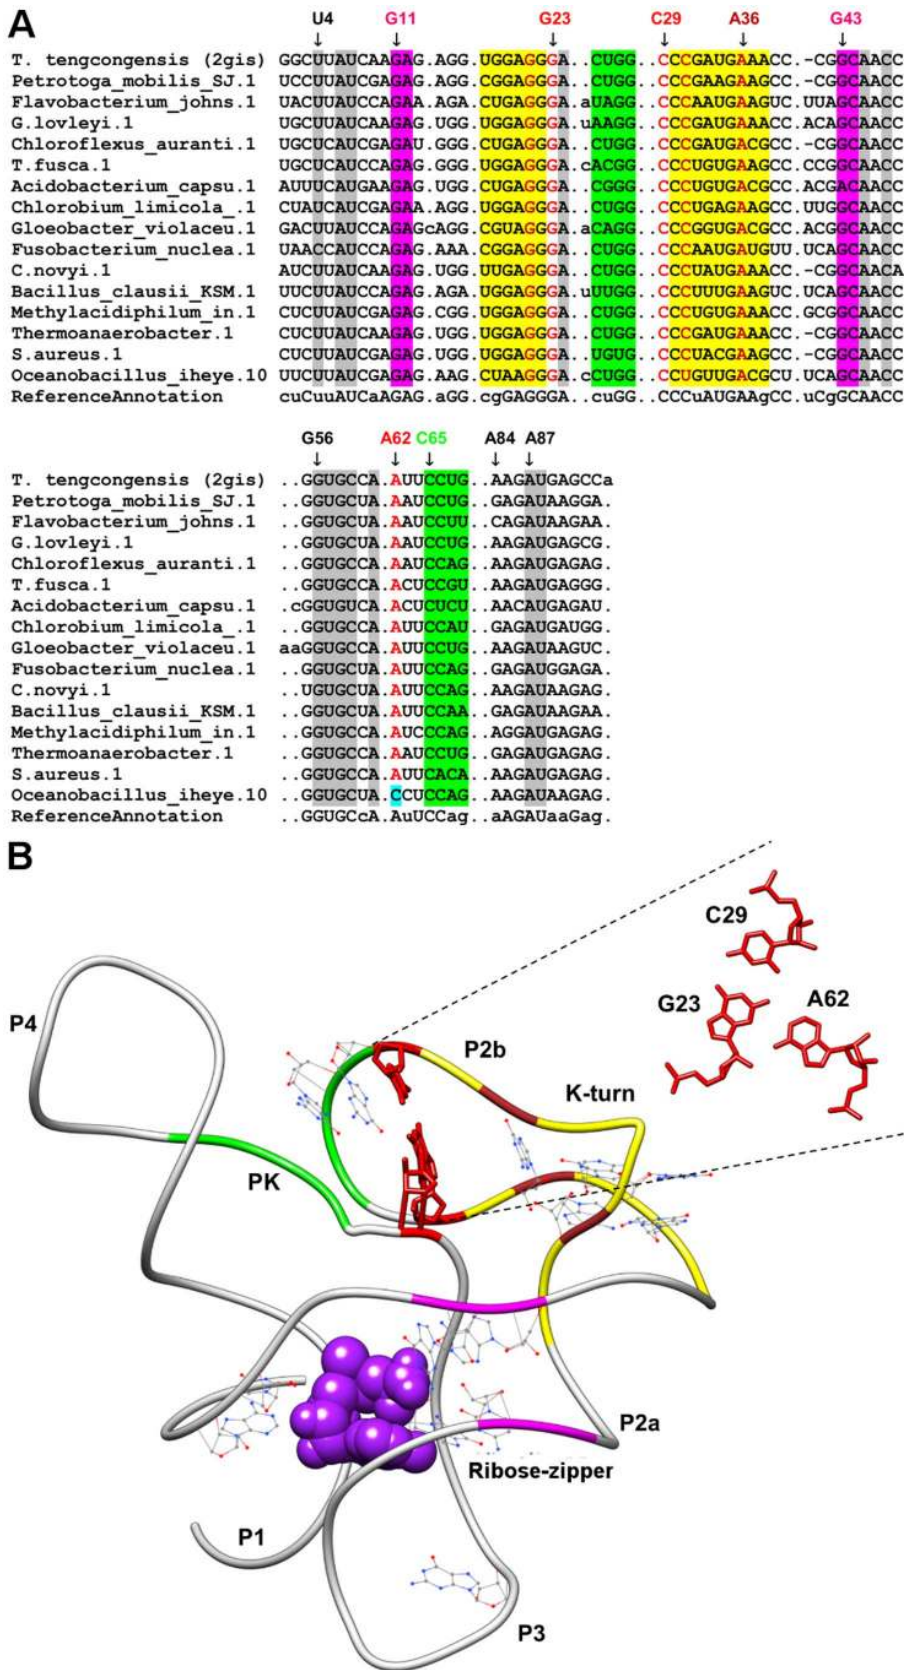 A
U4 G11 G23 C29 A36 G43
T. tengcongensis (2gis) GGCUUAUCAAGAG.AGG.UGGAGGGA..CUGG..CCCGAUGAAACC.-CGGCAACC
Petrotoga_mobilis_SJ.1 UCCUUAUCAAGAG.UGG.UGGAGGGA..CUGG..CCCGAAGAAACC.-CGGCAACC
Flavobacterium_johns.1 UACUUAUCCAGAA.AGA.CUGAGGGA.aUAGG..CCCAAUGAAGUC.UUAGCAACC
G.lovleyi.1 UGCUUAUCAAGAG.UGG.UGGAGGGA.uAAGG..CCCGAUGAAACC.ACAGCAACC
Chloroflexus_auranti.1 UGCUCAUCGAGAU.GGG.CUGAGGGA..CUGG..CCCGAUGACGCC.-CGGCAACC
T.fusca.1 UGCUCAUCCAGAG.GGG.UGGAGGGA.cACGG..CCCUGUGAAGCC.CCGGCAACC
Acidobacterium_capsu.1 AUUUCAUGAAGAG.UGG.CUGAGGGA..CGGG..CCCUGUGACGCC.ACGACAACC
Chlorobium_limicola_.1 CUAUCAUCGAGAA.AGG.UGGAGGGA..CUGG..CCCUGAGAAGCC.UUGGCAACC
Gloeobacter_violaceu.1 GACUUAUCCAGAGcAGG.CGUAGGGA.aCAGG..CCCGGUGACGCC.ACGGCAACC
Fusobacterium_nuclea.1 UAACCAUCCAGAG.AAA.CGGAGGGA..CUGG..CCCAAUGAUGUU.UCAGCAACC
C.novyi.1 AUCUUAUCAAGAG.UGG.UUGAGGGA..CUGG..CCCUAUGAAACC.-CGGCAACA
Bacillus_clausii_KSM.1 UUCUUAUCCAGAG.AGA.UGGAGGGA.uUUGG..CCCUUUGAAGUC.UCAGCAACC
Methylacidiphilum_in.1 CUCUUAUCGAGAG.CGG.UGGAGGGA..CUGG..CCCGAUGAAACC.GCGGCAACC
Thermoanaerobacter.1 CUCUUAUCAAGAG.UGG.UGGAGGGA..CUGG..CCCGAUGAAACC.-CGGCAACC
S.aureus.1 CUCUUAUCGAGAG.UGG.UGGAGGGA..UGUG..CCCUACGAAGCC.-CGGCAACC
Oceanobacillus_iheye.10 UUCUUAUCGAGAG.AAG.CUAAGGGA.cCUGG..CCUGUUGACGCU.UCAGCAACC
ReferenceAnnotation cuCuuAUCaAGAG.aGG.cgGAGGGA..cuGG..CCCuAUGAAgCC.uCgGCAACC
G56 A62 C65 A84 A87
T. tengcongensis (2gis) ..GGUGCCA.AUUCCUG..AAGAUGAGCCa
Petrotoga_mobilis_SJ.1 ..GGUGCUA.AAUCCUG..GAGAUAAGGA.
Flavobacterium_johns.1 ..GGUGCUA.AAUCCUU..CAGAUAAGAA.
G.lovleyi.1 ..GGUGCUA.AAUCCUG..AAGAUGAGCG.
Chloroflexus_auranti.1 ..GGUGCCA.AAUCCAG..AAGAUGAGAG.
T.fusca.1 ..GGUGCCA.ACUCCGU..AAGAUGAGGG.
Acidobacterium_capsu.1 .cGGUGUCA.ACUCUCU..AACAUGAGAU.
Chlorobium_limicola_.1 ..GGUGCCA.AUUCCAU..GAGAUGAUGG.
Gloeobacter_violaceu.1 aaGGUGCCA.AUUCCUG..AAGAUAAGUC.
Fusobacterium_nuclea.1 ..GGUGCUA.AUUCCAG..GAGAUGGAGA.
C.novyi.1 ..UGUGCUA.AUUCCAG..AAGAUAAGAG.
Bacillus_clausii_KSM.1 ..GGUGCUA.AUUCCAA..GAGAUAAGAA.
Methylacidiphilum_in.1 ..GGUGCCA.AUCCCAG..AGGAUGAGAG.
Thermoanaerobacter.1 ..GGUGCCA.AAUCCUG..GAGAUGAGAG.
S.aureus.1 ..GGUGCCA.AUUCACA..AAGAUGAGAG.
Oceanobacillus_iheye.10 ..GGUGCUA.CCUCCAG..AAGAUAAGAG.
ReferenceAnnotation ..GGUGCcA.AuUCCag..aAGAUaaGag.
B
C29
G23 A62
P4
P2b
K-turn
PK
P2a
Ribose-zipper
P1
P3